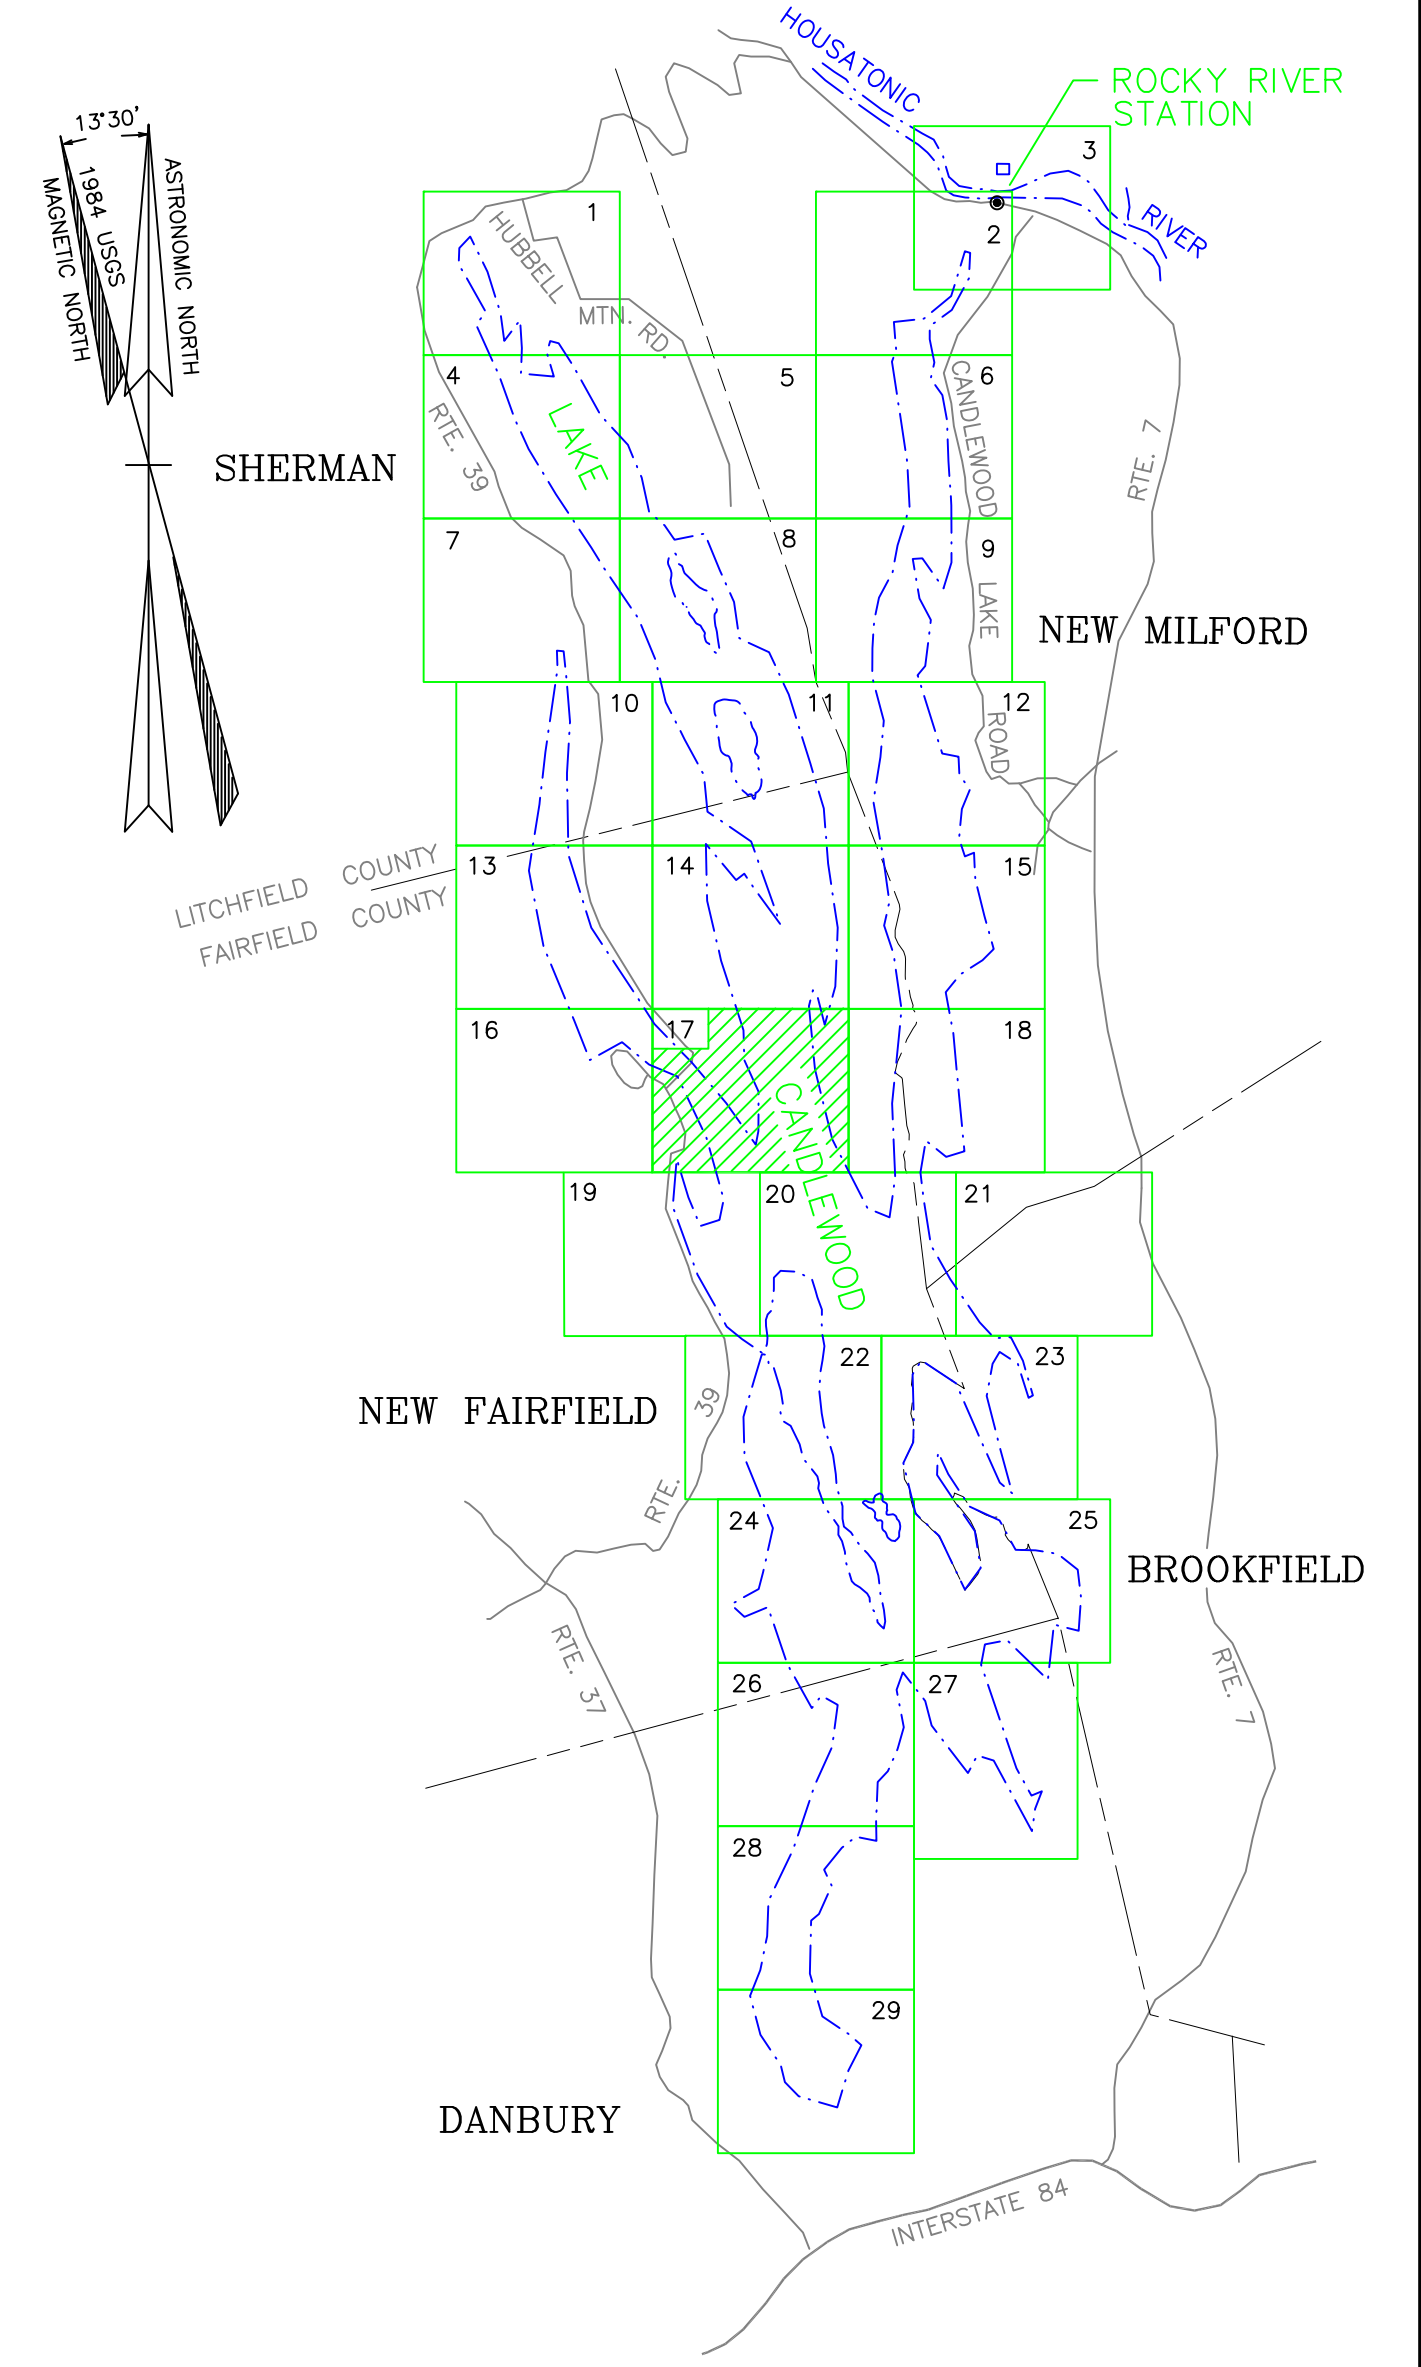 HOUSATONIC
ROCKY RIVER
STATION
13°30'
3
1984 USGS
MAGNETIC NORTH
ASTRONOMIC NORTH
1
2
RIVER
HUBBELL
MTN. RD.
4
5
6
RTE. 39
LAKE
CANDLEWOOD
RTE. 7
SHERMAN
7
8
9
LAKE
NEW MILFORD
10
11
12
ROAD
LITCHFIELD COUNTY
FAIRFIELD COUNTY
13
14
15
16
17
18
CANDLEWOOD
19
20
21
22
23
NEW FAIRFIELD
RTE. 39
24
25
BROOKFIELD
RTE. 37
RTE. 7
26
27
28
29
DANBURY
INTERSTATE 84